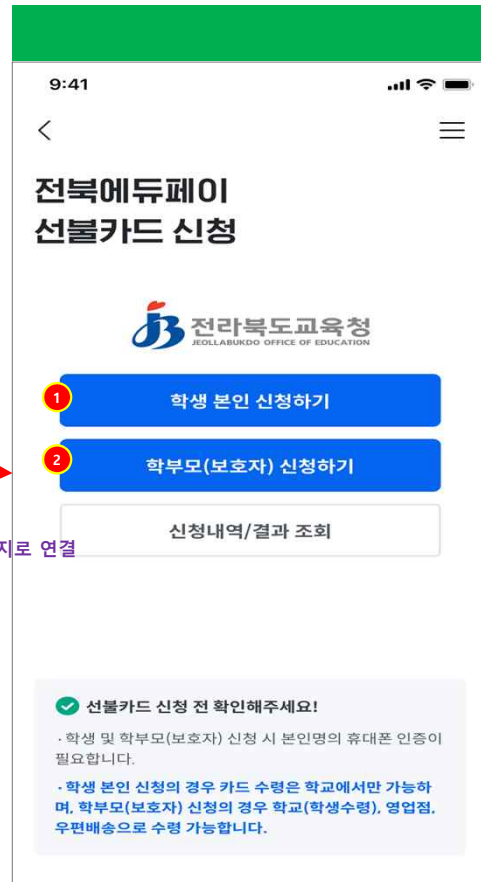 9:41
전북에듀페이
선불카드 신청
전라북도교육청
JEOLLABUKDO OFFICE OF EDUCATION
1
학생 본인 신청하기
2
학부모(보호자) 신청하기
신청내역/결과 조회
지로 연결
선불카드 신청 전 확인해주세요!
· 학생 및 학부모(보호자) 신청 시 본인명의 휴대폰 인증이
필요합니다.
· 학생 본인 신청의 경우 카드 수령은 학교에서만 가능하
며, 학부모(보호자) 신청의 경우 학교(학생수령), 영업점,
우편배송으로 수령 가능합니다.